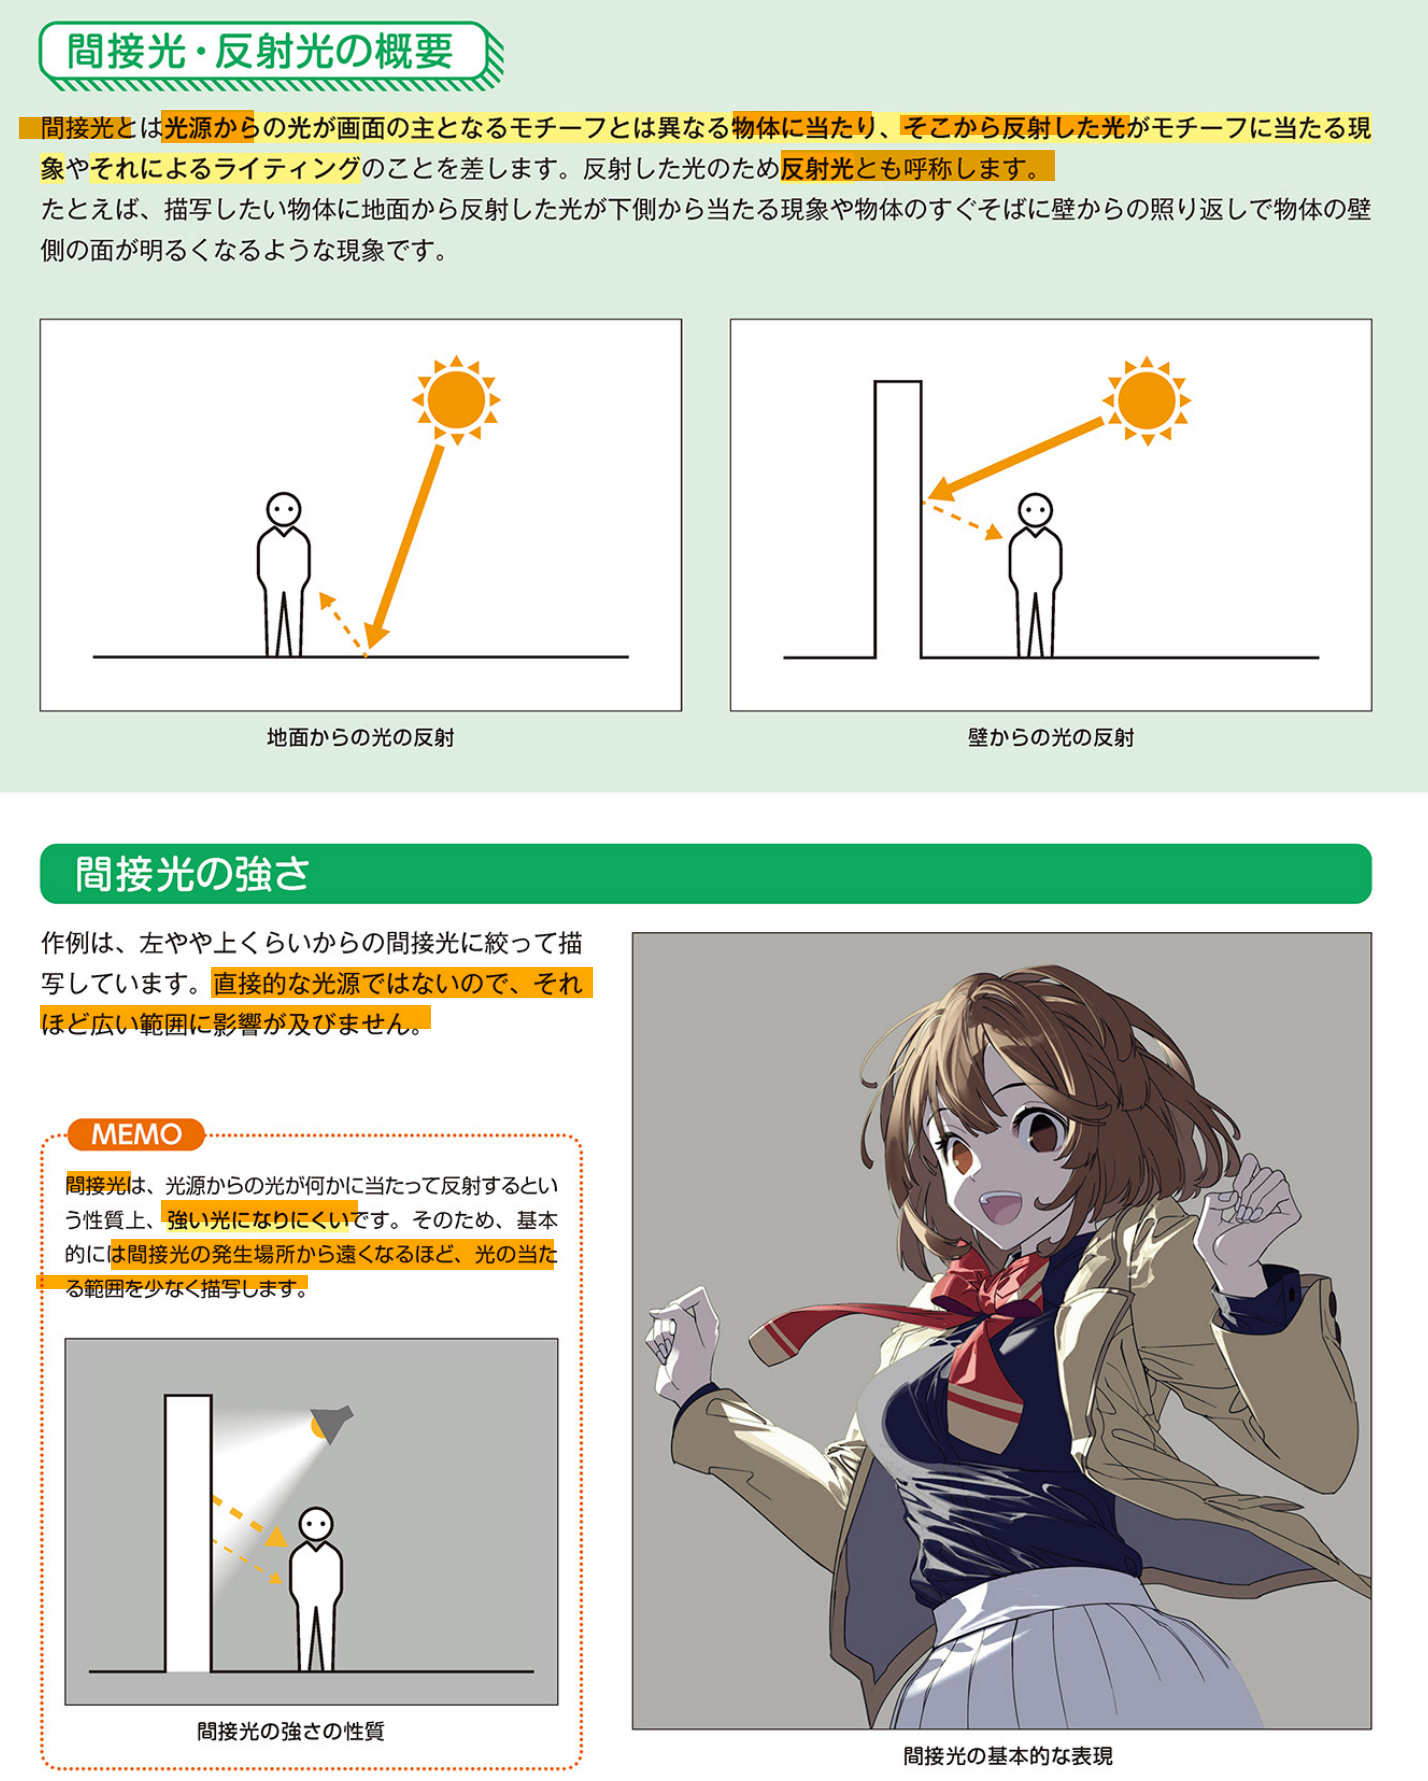 間接光・反射光の概要
間接光とは光源からの光が画面の主となるモチーフとは異なる物体に当たり、そこから反射した光がモチーフに当たる現
象やそれによるライティングのことを差します。反射した光のため反射光とも呼称します。
たとえば、描写したい物体に地面から反射した光が下側から当たる現象や物体のすぐそばに壁からの照り返しで物体の壁
側の面が明るくなるような現象です。
地面からの光の反射
壁からの光の反射
間接光の強さ
作例は、左やや上くらいからの間接光に絞って描
写しています。直接的な光源ではないので、それ
ほど広い範囲に影響が及びません。
MEMO
間接光は、光源からの光が何かに当たって反射するとい
う性質上、強い光になりにくいです。そのため、基本
的には間接光の発生場所から遠くなるほど、光の当た
る範囲を少なく描写します。
間接光の強さの性質
間接光の基本的な表現